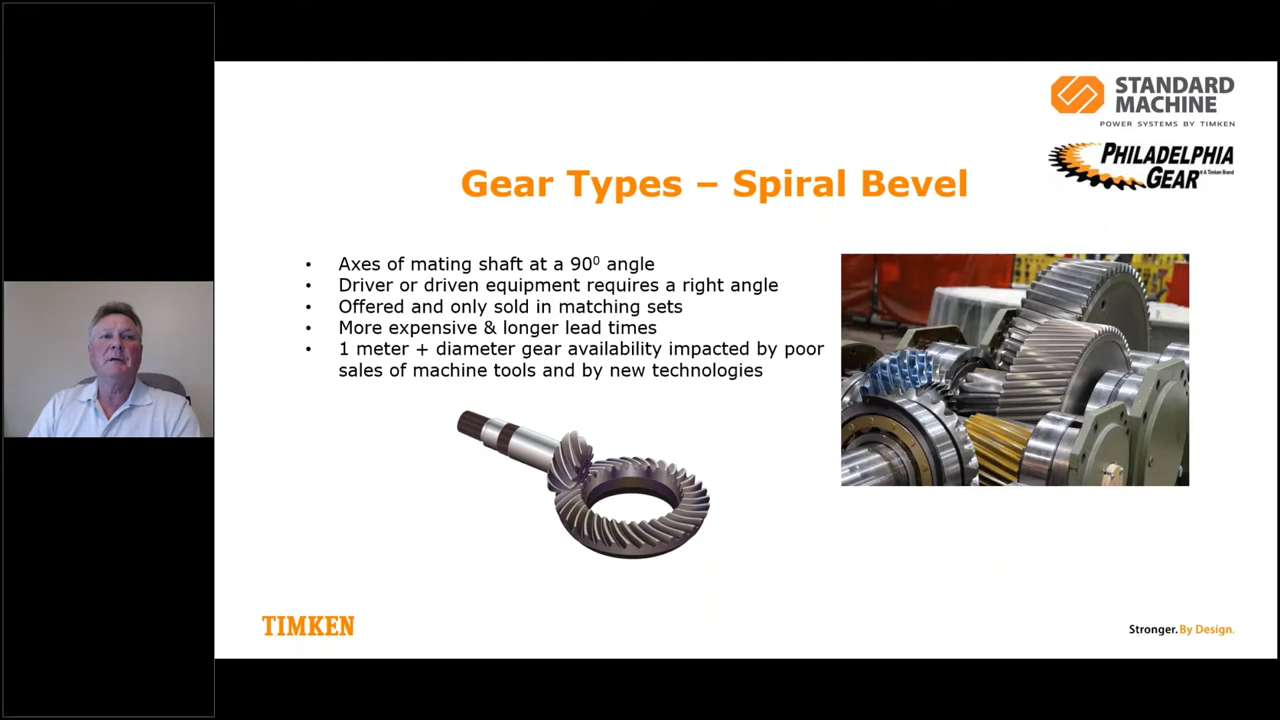 STANDARD
MACHINE
POWER SYSTEMS BY TIMKEN
PHILADELPHIA
GEAR
A Timken Brand
Gear Types – Spiral Bevel
• Axes of mating shaft at a 90⁰ angle
• Driver or driven equipment requires a right angle
• Offered and only sold in matching sets
• More expensive & longer lead times
• 1 meter + diameter gear availability impacted by poor
sales of machine tools and by new technologies
TIMKEN
Stronger. By Design.